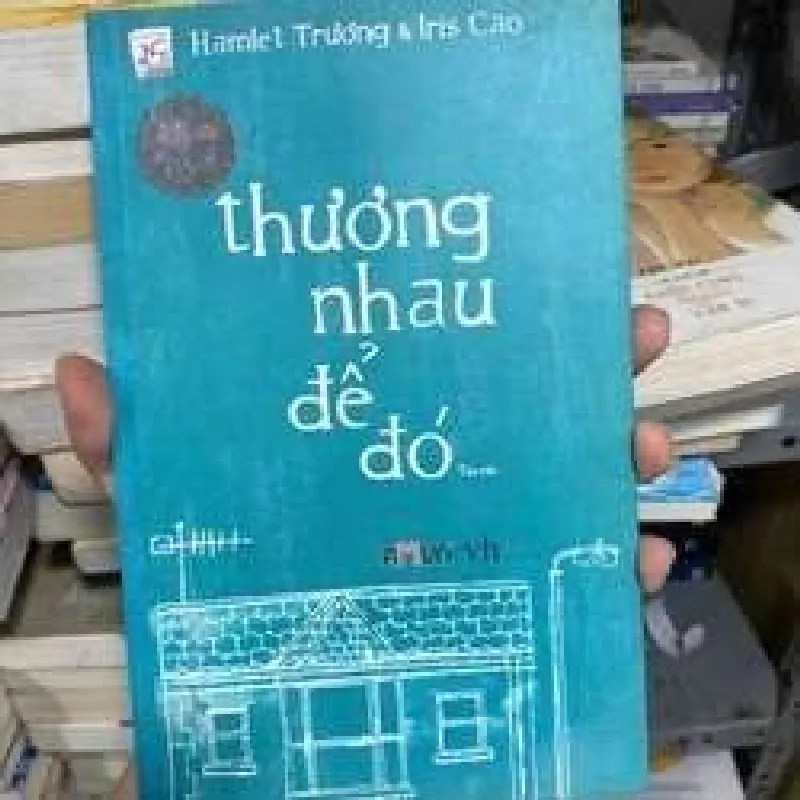 Hamlet Trương & Iris Cao
thương
nhau
để
đó